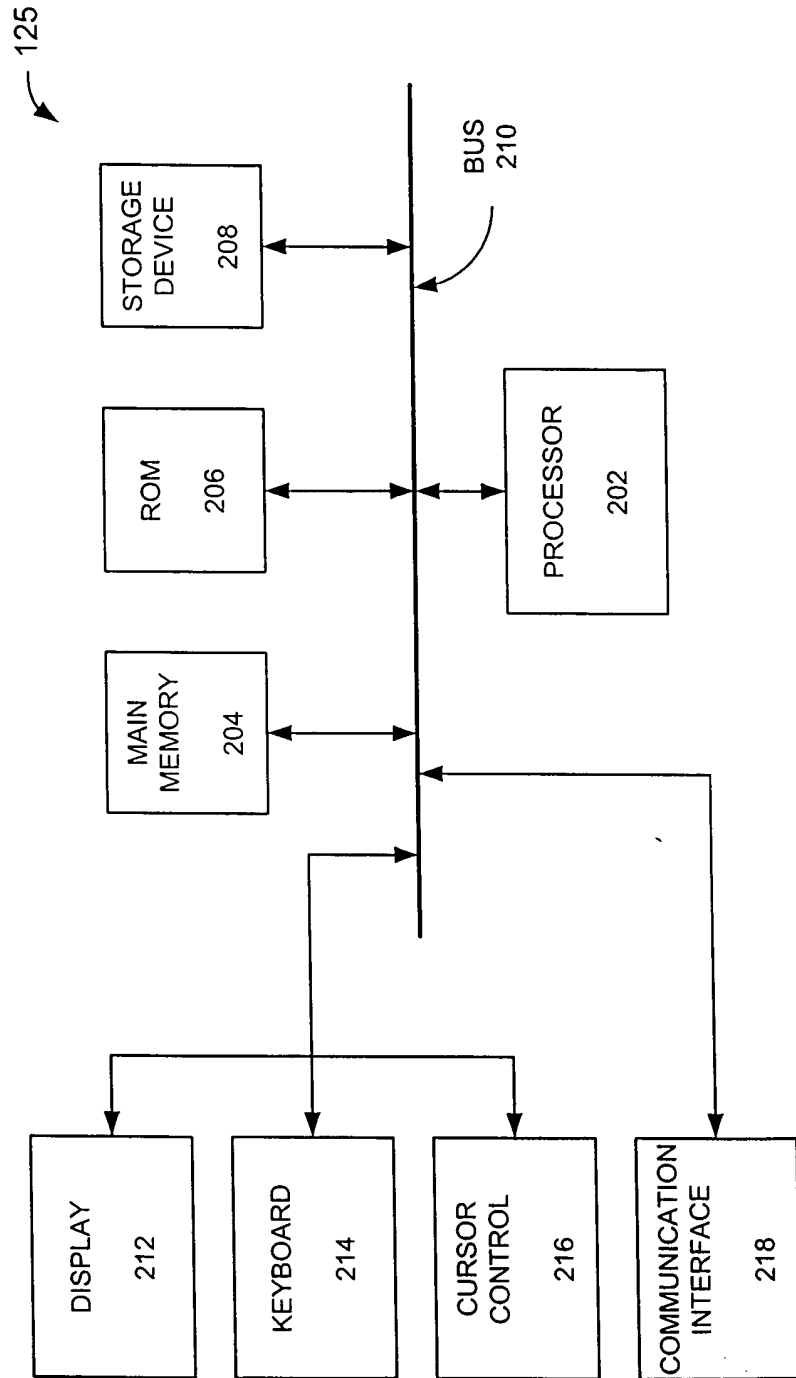 125
DISPLAY
212
KEYBOARD
214
CURSOR
CONTROL
216
COMMUNICATION
INTERFACE
218
MAIN
MEMORY
204
ROM
206
STORAGE
DEVICE
208
BUS
210
PROCESSOR
202